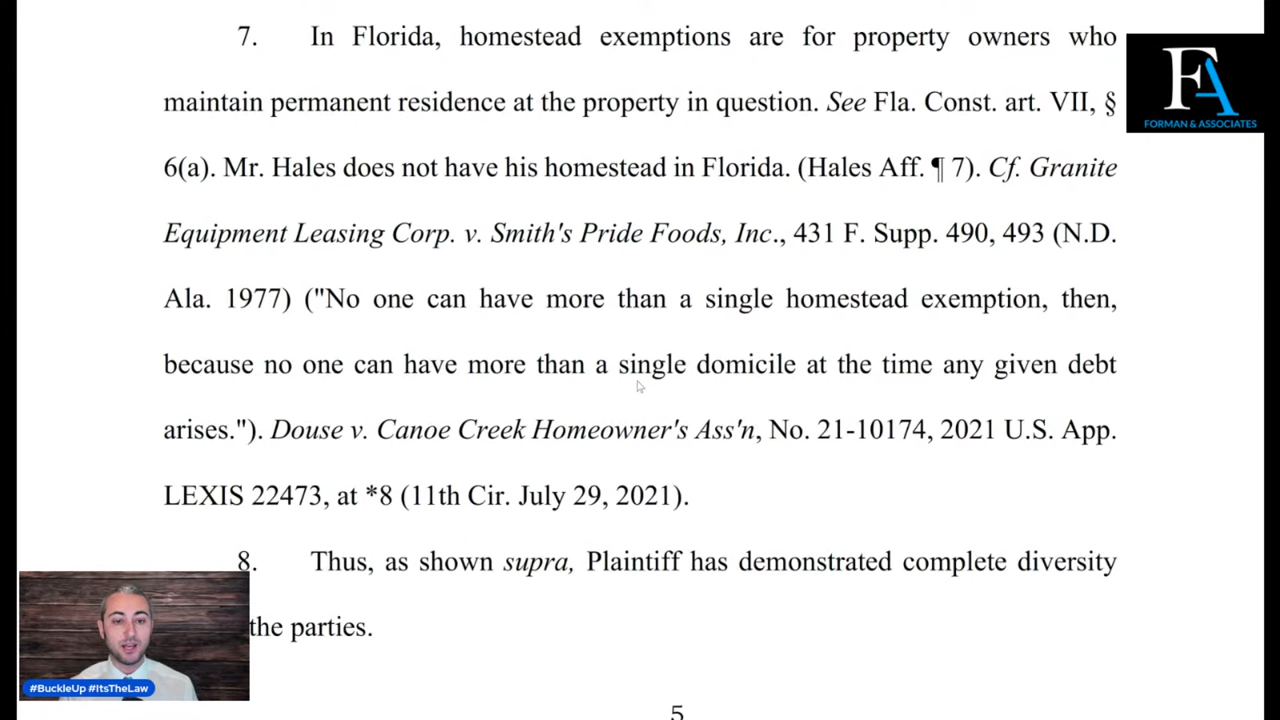 7. In Florida, homestead exemptions are for property owners who
maintain permanent residence at the property in question. See Fla. Const. art. VII, §
6(a). Mr. Hales does not have his homestead in Florida. (Hales Aff. ¶ 7). Cf. Granite
Equipment Leasing Corp. v. Smith's Pride Foods, Inc., 431 F. Supp. 490, 493 (N.D.
Ala. 1977) ("No one can have more than a single homestead exemption, then,
because no one can have more than a single domicile at the time any given debt
arises."). Douse v. Canoe Creek Homeowner's Ass'n, No. 21-10174, 2021 U.S. App.
LEXIS 22473, at *8 (11th Cir. July 29, 2021).
8. Thus, as shown supra, Plaintiff has demonstrated complete diversity
the parties.
5
FA
FORMAN & ASSOCIATES
#BuckleUp #ItsTheLaw